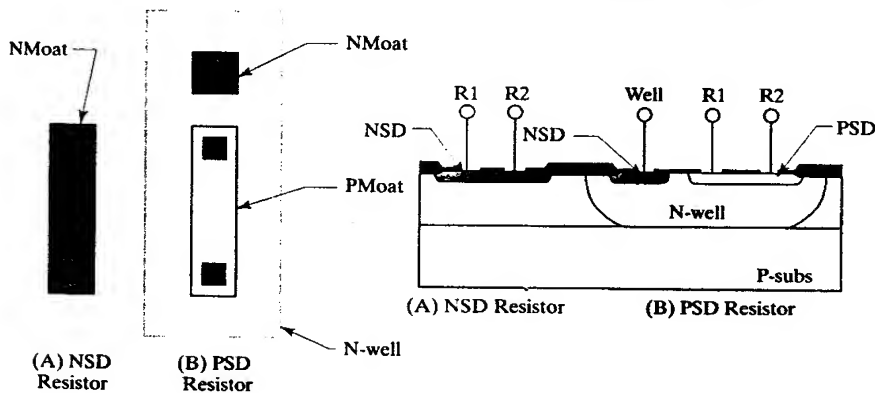 NMoat
NMoat
PMoat
N-well
(A) NSD
Resistor
(B) PSD
Resistor
R1
R2
Well
R1
R2
NSD
NSD
PSD
N-well
P-subs
(A) NSD Resistor
(B) PSD Resistor